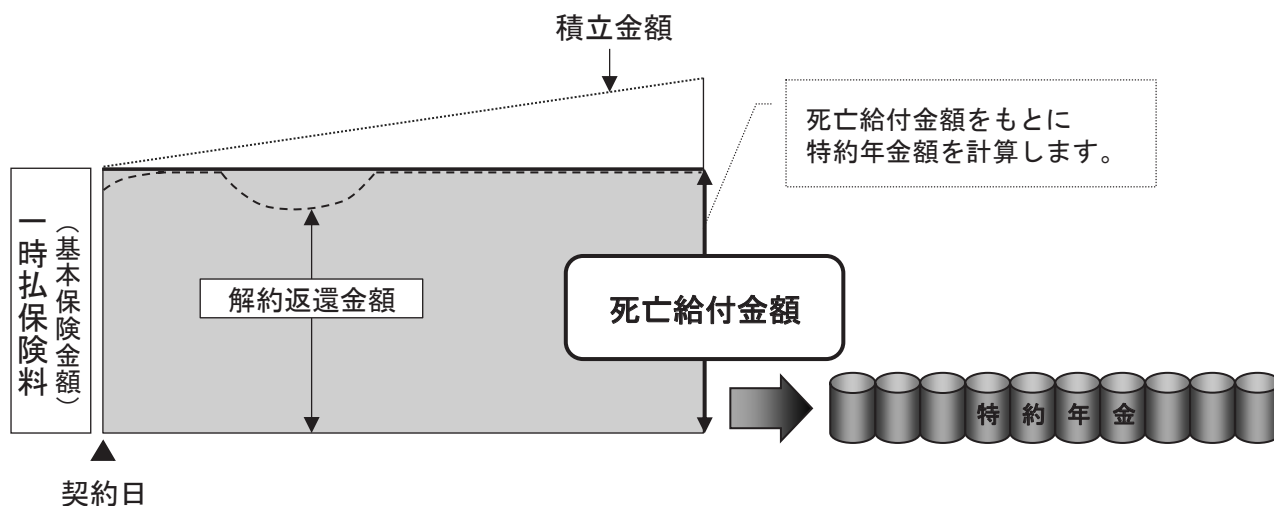 積立金額
死亡給付金額をもとに
特約年金額を計算します。
一時払保険料
（基本保険金額）
解約返還金額
死亡給付金額
特約年金
契約日